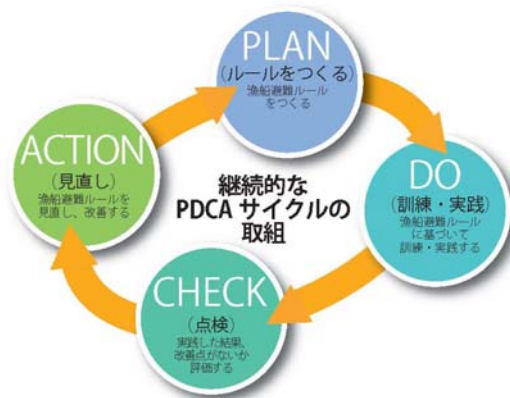 PLAN
(ルールをつくる)
漁船避難ルール
をつくる
DO
(訓練・実践)
漁船避難ルール
に基づいて
訓練・実践する
CHECK
(点検)
実践した結果、
改善点がないか
評価する
ACTION
(見直し)
漁船避難ルールを
見直し、改善する
継続的な
PDCA サイクルの
取組